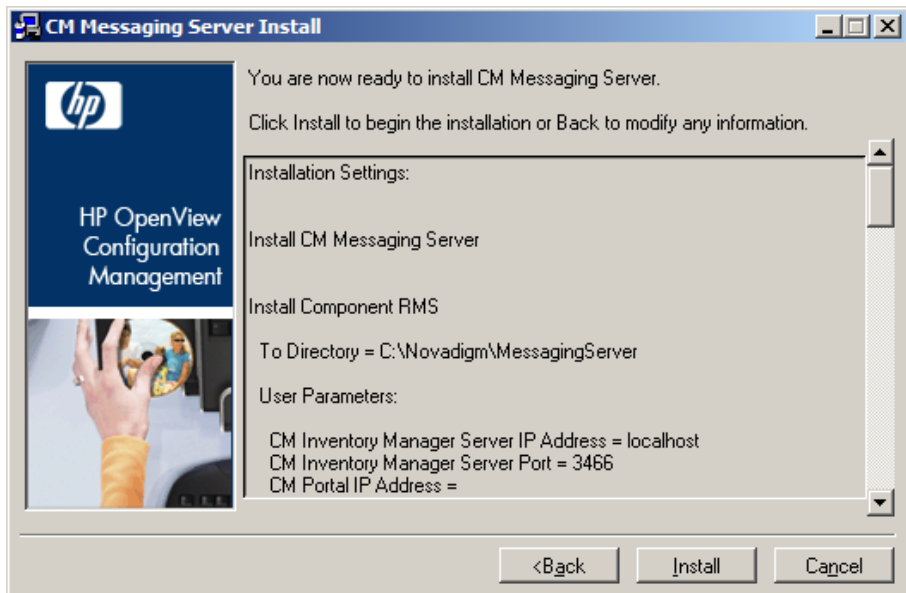 CM Messaging Server Install
hp
HP OpenView
Configuration
Management
You are now ready to install CM Messaging Server.
Click Install to begin the installation or Back to modify any information.
Installation Settings:
Install CM Messaging Server
Install Component RMS
To Directory = C:\Novadigm\MessagingServer
User Parameters:
CM Inventory Manager Server IP Address = localhost
CM Inventory Manager Server Port = 3466
CM Portal IP Address =
<Back
Install
Cancel